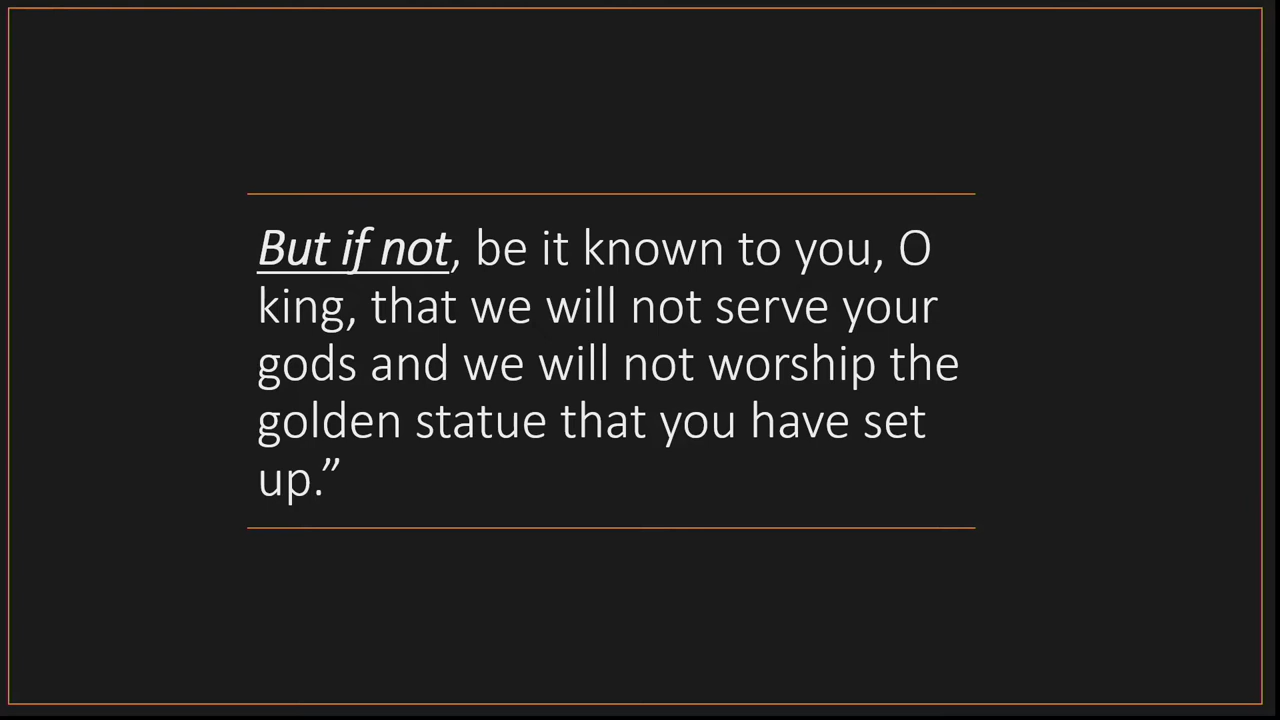 But if not, be it known to you, O
king, that we will not serve your
gods and we will not worship the
golden statue that you have set
up.”